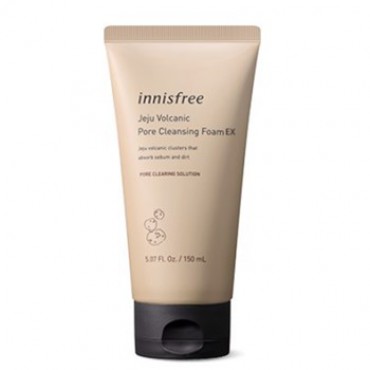 innisfree
Jeju Volcanic
Pore Cleansing Foam EX
Jeju volcanic clusters that
absorb sebum and dirt.
PORE CLEARING SOLUTION
5.07 FL Oz. / 150 mL